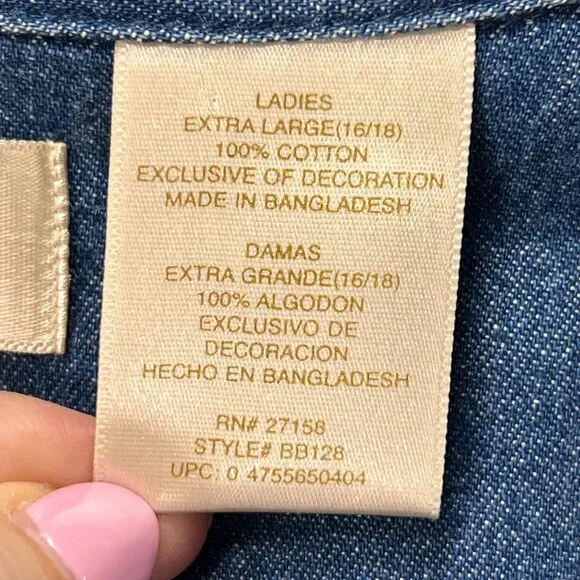 LADIES
EXTRA LARGE(16/18)
100% COTTON
EXCLUSIVE OF DECORATION
MADE IN BANGLADESH
DAMAS
EXTRA GRANDE(16/18)
100% ALGODON
EXCLUSIVO DE
DECORACION
HECHO EN BANGLADESH
RN# 27158
STYLE# BB128
UPC: 0 4755650404